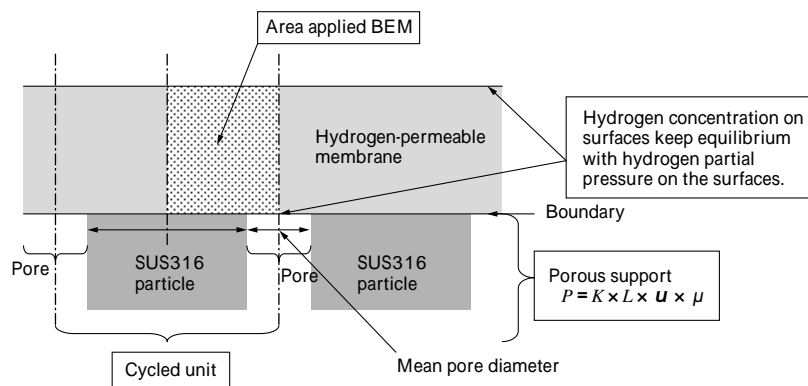 Area applied BEM
Hydrogen-permeable
membrane
Hydrogen concentration on
surfaces keep equilibrium
with hydrogen partial
pressure on the surfaces.
Boundary
Pore
SUS316
particle
Pore
SUS316
particle
Porous support
P = K × L × u × μ
Cycled unit
Mean pore diameter